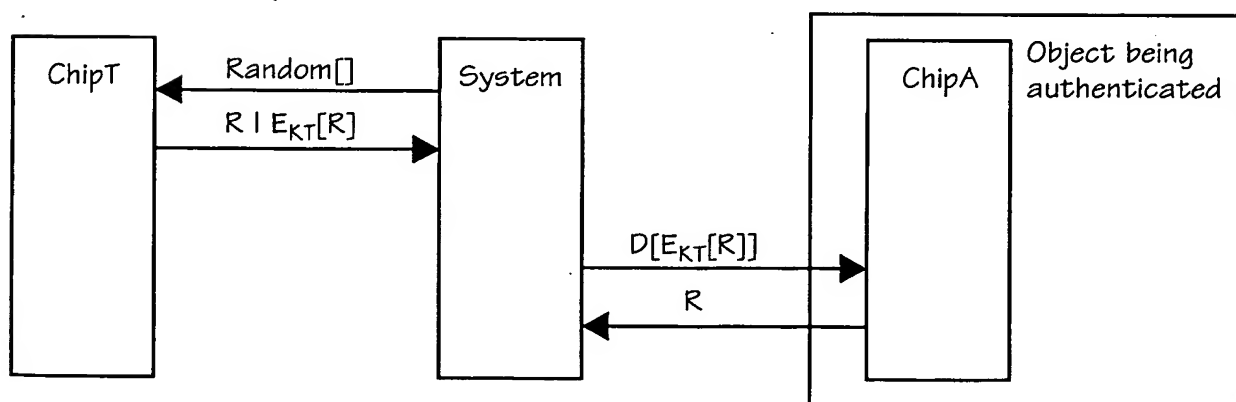 ChipT
Random[]
System
R | E_KT[R]
D[E_KT[R]]
R
ChipA
Object being
authenticated